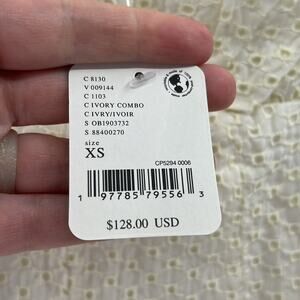 C 8130
V 009144
C 1103
C IVORY COMBO
C IVRY/IVOIR
S OB1903732
S 88400270
size
XS
CP5294 0006
1 97785 79556 3
$128.00 USD